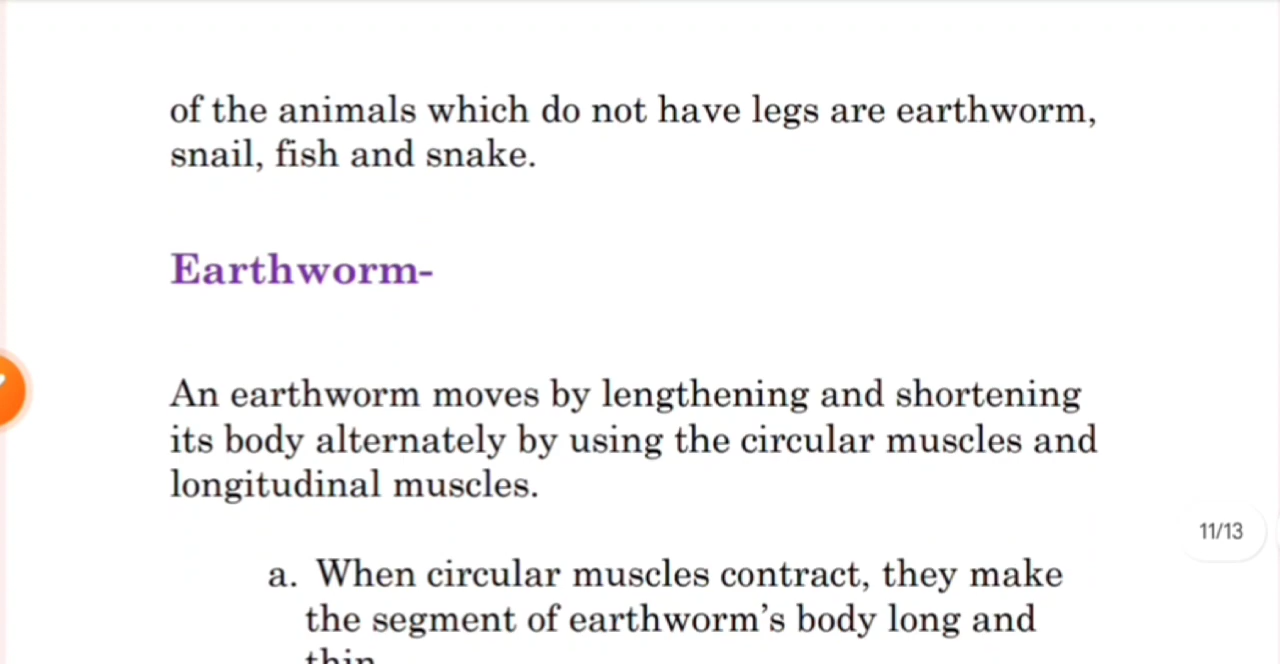 of the animals which do not have legs are earthworm,
snail, fish and snake.
Earthworm-
An earthworm moves by lengthening and shortening
its body alternately by using the circular muscles and
longitudinal muscles.
11/13
a. When circular muscles contract, they make
the segment of earthworm's body long and
thin